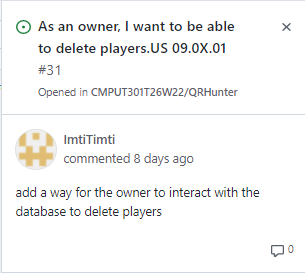 As an owner, I want to be able
to delete players.US 09.0X.01
#31
Opened in CMPUT301T26W22/QRHunter
ImtiTimti
commented 8 days ago
add a way for the owner to interact with the
database to delete players
0